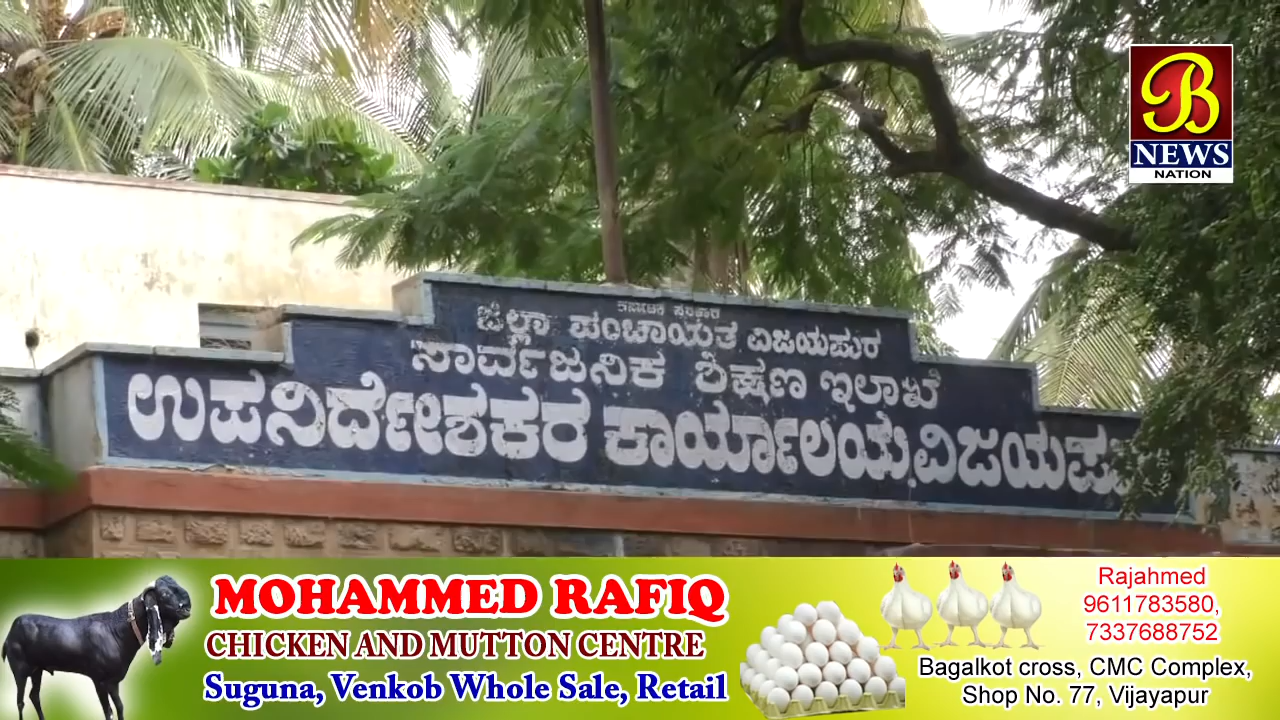 B
NEWS
NATION
ಕರ್ನಾಟಕ ಸರಕಾರ
ಜಿಲ್ಲಾ ಪಂಚಾಯತ ವಿಜಯಪುರ
ಸಾರ್ವಜನಿಕ ಶಿಕ್ಷಣ ಇಲಾಖೆ
ಉಪನಿರ್ದೇಶಕರ ಕಾರ್ಯಾಲಯ,ವಿಜಯಪು
MOHAMMED RAFIQ
CHICKEN AND MUTTON CENTRE
Suguna, Venkob Whole Sale, Retail
Rajahmed
9611783580,
7337688752
Bagalkot cross, CMC Complex,
Shop No. 77, Vijayapur